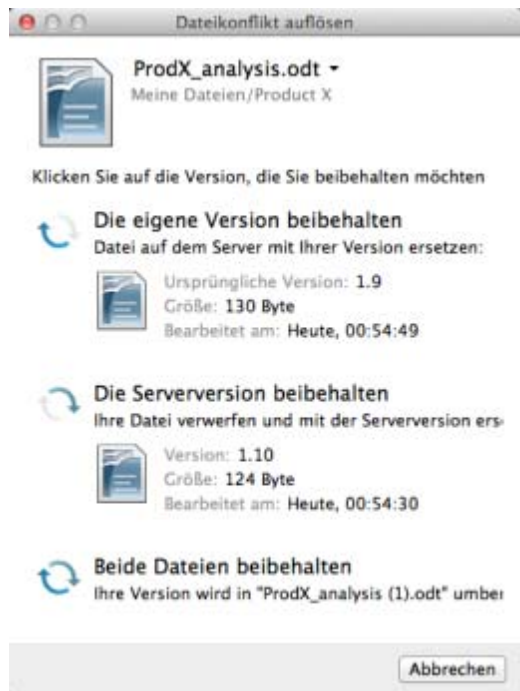 Dateikonflikt auflösen
ProdX_analysis.odt
Meine Dateien/Product X
Klicken Sie auf die Version, die Sie beibehalten möchten
Die eigene Version beibehalten
Datei auf dem Server mit Ihrer Version ersetzen:
Ursprüngliche Version: 1.9
Größe: 130 Byte
Bearbeitet am: Heute, 00:54:49
Die Serverversion beibehalten
Ihre Datei verwerfen und mit der Serverversion ers
Version: 1.10
Größe: 124 Byte
Bearbeitet am: Heute, 00:54:30
Beide Dateien beibehalten
Ihre Version wird in "ProdX_analysis (1).odt" umbe
Abbrechen